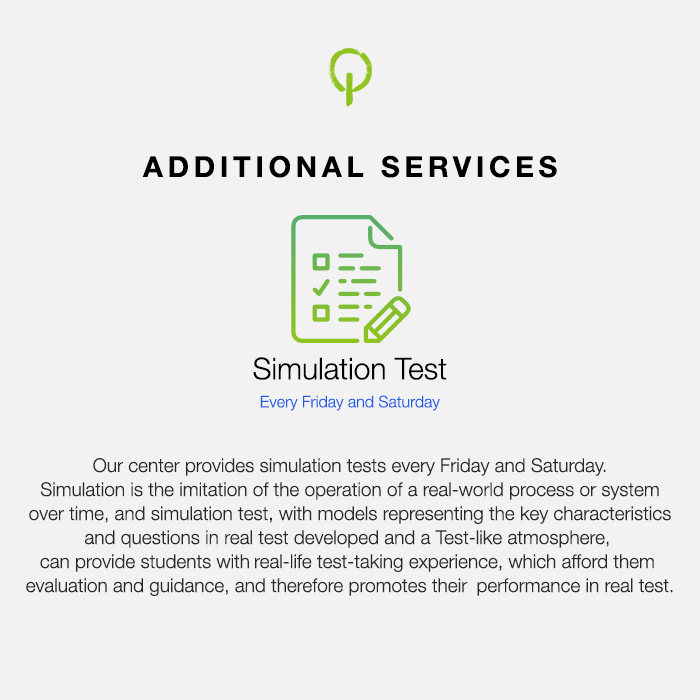 ADDITIONAL SERVICES
Simulation Test
Every Friday and Saturday
Our center provides simulation tests every Friday and Saturday.
Simulation is the imitation of the operation of a real-world process or system
over time, and simulation test, with models representing the key characteristics
and questions in real test developed and a Test-like atmosphere,
can provide students with real-life test-taking experience, which afford them
evaluation and guidance, and therefore promotes their  performance in real test.